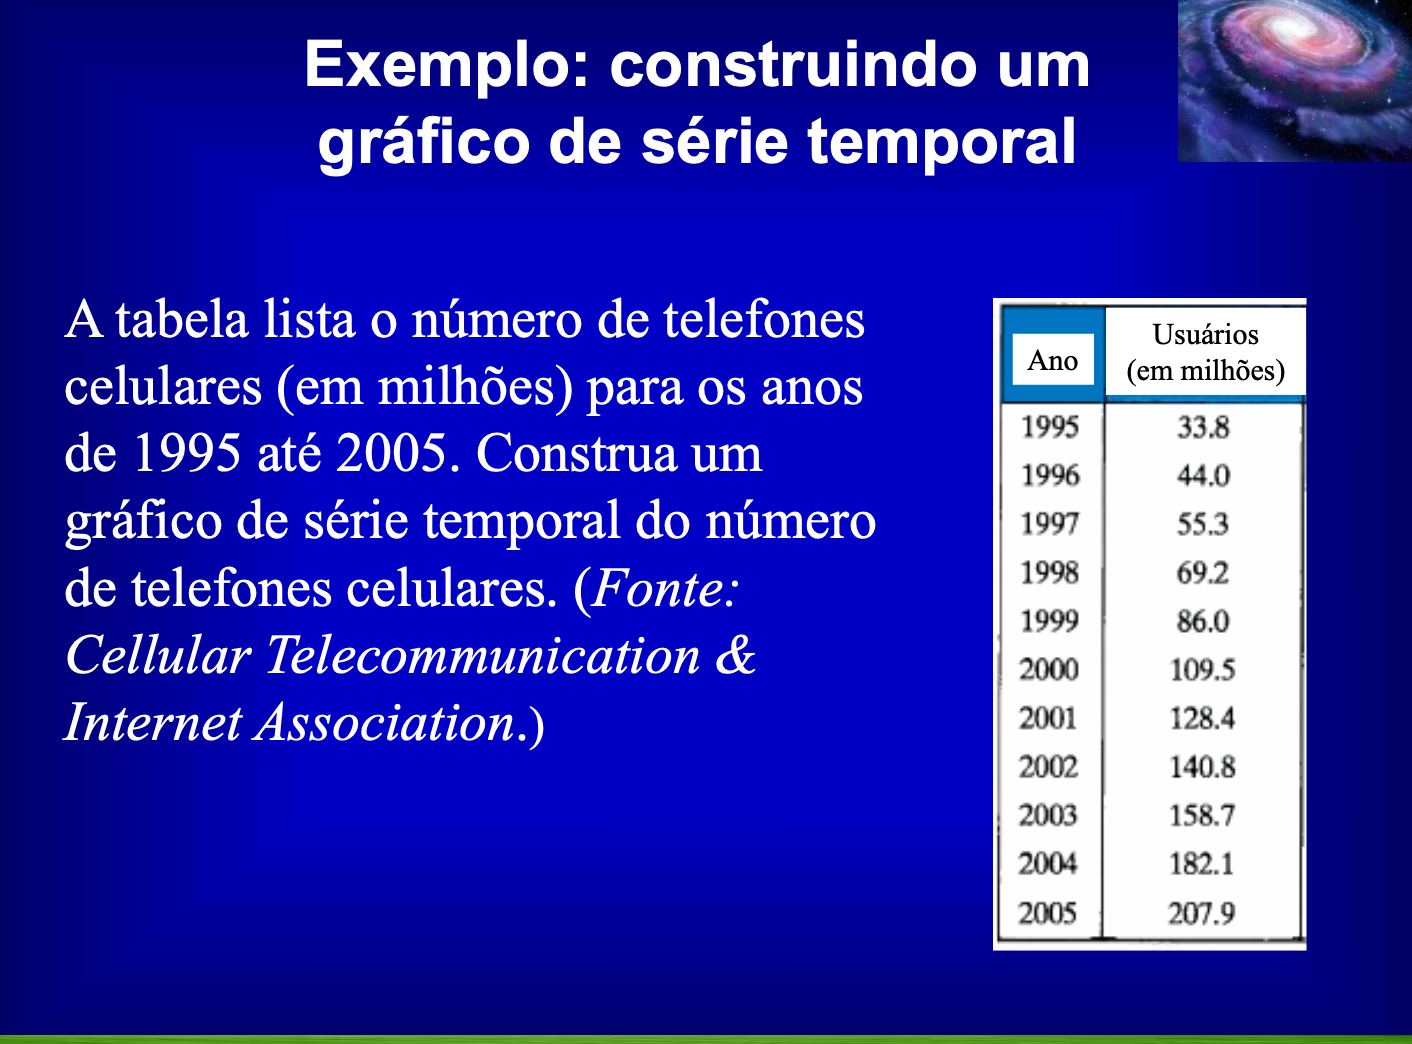 Exemplo: construindo um
gráfico de série temporal
A tabela lista o número de telefones
celulares (em milhões) para os anos
de 1995 até 2005. Construa um
gráfico de série temporal do número
de telefones celulares. (Fonte:
Cellular Telecommunication &
Internet Association.)
Ano Usuários (em milhões)
1995 33.8
1996 44.0
1997 55.3
1998 69.2
1999 86.0
2000 109.5
2001 128.4
2002 140.8
2003 158.7
2004 182.1
2005 207.9